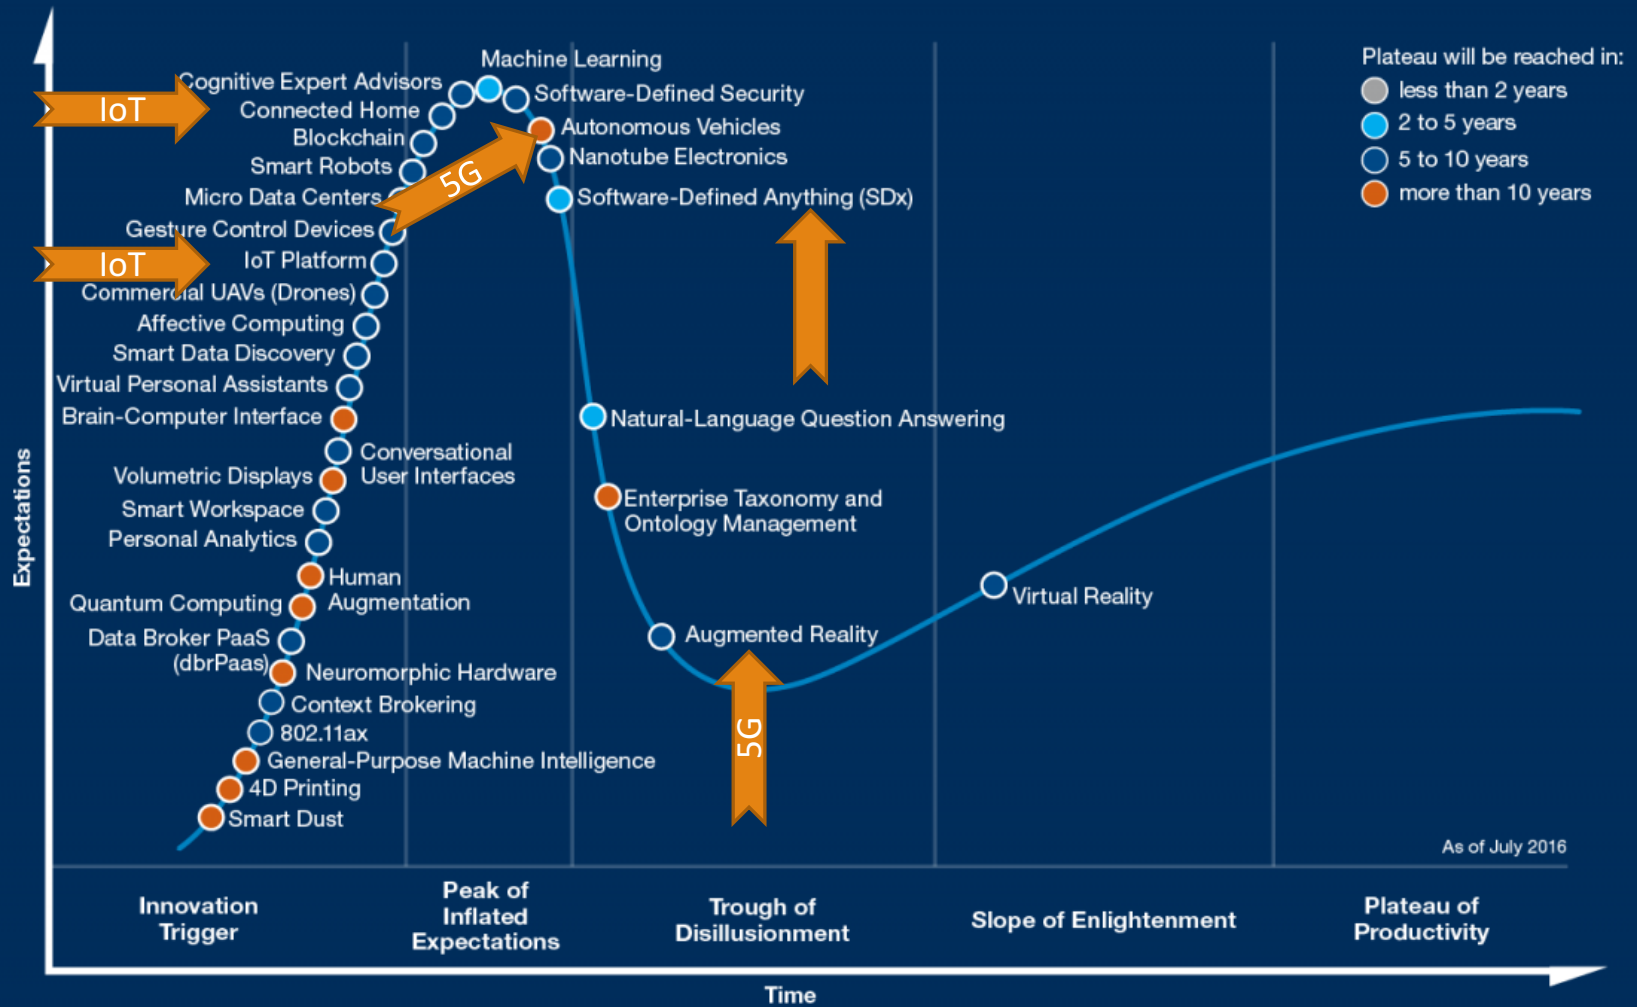 Machine Learning
Cognitive Expert Advisors
Software-Defined Security
IoT
Connected Home
Autonomous Vehicles
Blockchain
Nanotube Electronics
Smart Robots
5G
Micro Data Centers
Software-Defined Anything (SDx)
Gesture Control Devices
IoT
IoT Platform
Commercial UAVs (Drones)
Affective Computing
Smart Data Discovery
Virtual Personal Assistants
Brain-Computer Interface
Natural-Language Question Answering
Conversational
User Interfaces
Volumetric Displays
Smart Workspace
Enterprise Taxonomy and
Ontology Management
Personal Analytics
Human
Augmentation
Quantum Computing
Data Broker PaaS
(dbrPaas)
Augmented Reality
Virtual Reality
Neuromorphic Hardware
Context Brokering
802.11ax
5G
General-Purpose Machine Intelligence
4D Printing
Smart Dust
Plateau will be reached in:
less than 2 years
2 to 5 years
5 to 10 years
more than 10 years
As of July 2016
Expectations
Innovation
Trigger
Peak of
Inflated
Expectations
Trough of
Disillusionment
Slope of Enlightenment
Plateau of
Productivity
Time